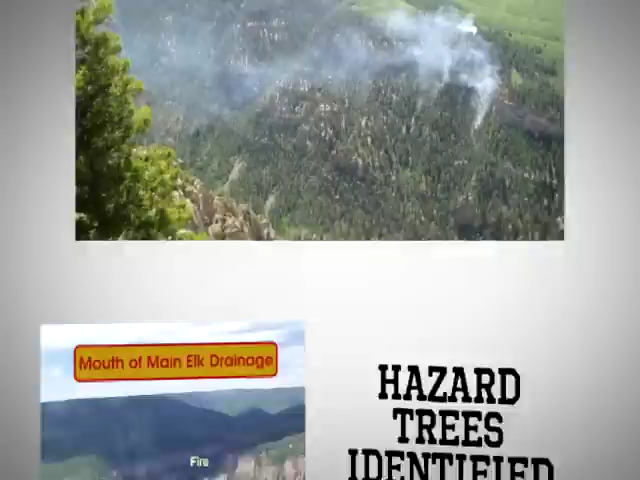 Mouth of Main Elk Drainage
Fire
HAZARD
TREES
IDENTIFIED